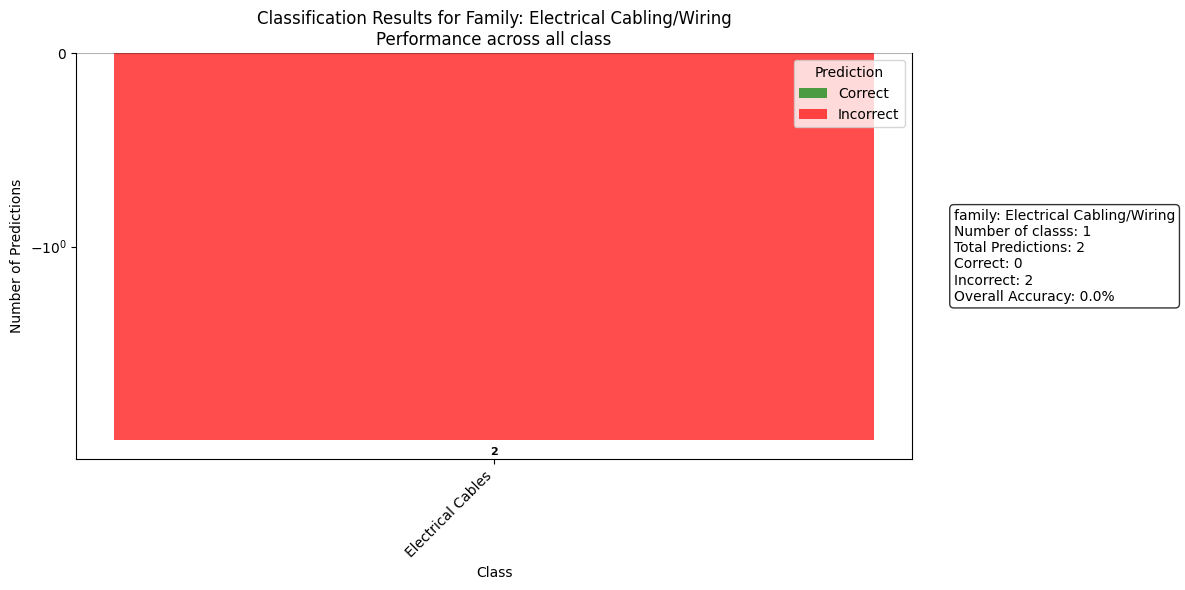 Classification Results for Family: Electrical Cabling/Wiring
Performance across all class
0
−10⁰
Number of Predictions
Prediction
Correct
Incorrect
family: Electrical Cabling/Wiring
Number of classs: 1
Total Predictions: 2
Correct: 0
Incorrect: 2
Overall Accuracy: 0.0%
2
Electrical Cables
Class